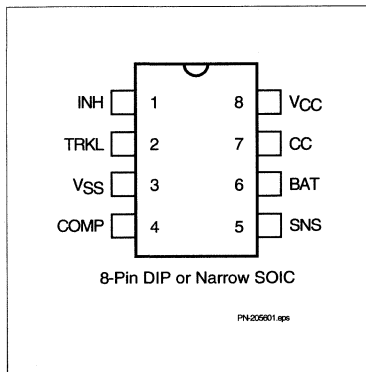 INH 1 8 VCC
TRKL 2 7 CC
VSS 3 6 BAT
COMP 4 5 SNS
8-Pin DIP or Narrow SOIC
PN-205601.eps